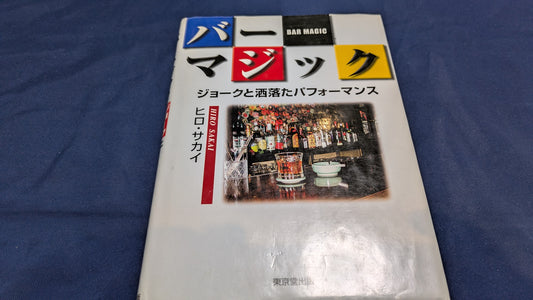 バー BAR MAGIC
マジック
ジョークと洒落たパフォーマンス
HIRO SAKAI
ヒロ・サカイ
東京堂出版